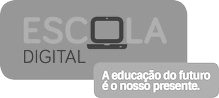 ESCOLA
DIGITAL
A educação do futuro
é o nosso presente.